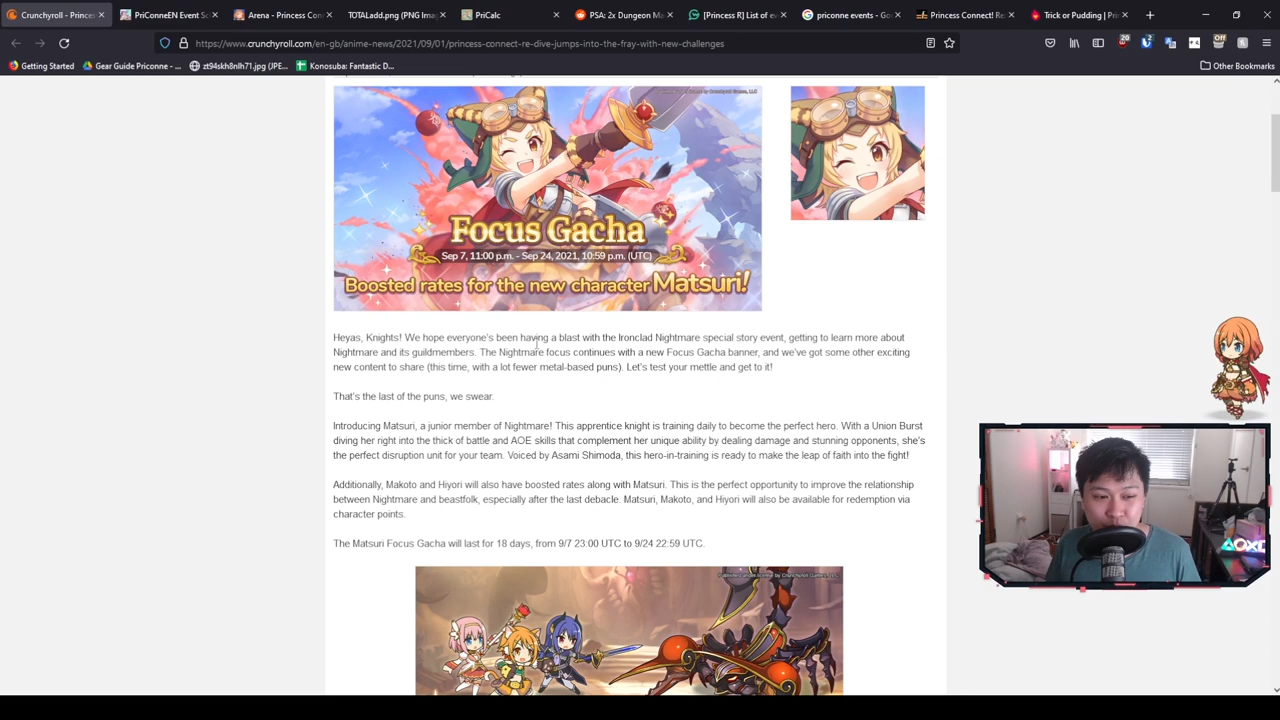 Crunchyroll - Princes
PriConneEN Event Sc
Arena - Princess Con
TOTALadd.png (PNG Ima
PriCalc
PSA: 2x Dungeon Ma
[Princess R] List of e
priconne events - Go
Princess Connect! Re
Trick or Pudding | Pri
https://www.crunchyroll.com/en-gb/anime-news/2021/09/01/princess-connect-re-dive-jumps-into-the-fray-with-new-challenges
20
2
Off
Getting Started
Gear Guide Priconne - ...
zt94skh8nlh71.jpg (JPE...
Konosuba: Fantastic D...
Other Bookmarks
Focus Gacha
Sep 7, 11:00 p.m. - Sep 24, 2021, 10:59 p.m. (UTC)
Boosted rates for the new character Matsuri!
Heyas, Knights! We hope everyone's been having a blast with the Ironclad Nightmare special story event, getting to learn more about
Nightmare and its guildmembers. The Nightmare focus continues with a new Focus Gacha banner, and we've got some other exciting
new content to share (this time, with a lot fewer metal-based puns). Let's test your mettle and get to it!
That's the last of the puns, we swear.
Introducing Matsuri, a junior member of Nightmare! This apprentice knight is training daily to become the perfect hero. With a Union Burst
diving her right into the thick of battle and AOE skills that complement her unique ability by dealing damage and stunning opponents, she's
the perfect disruption unit for your team. Voiced by Asami Shimoda, this hero-in-training is ready to make the leap of faith into the fight!
Additionally, Makoto and Hiyori will also have boosted rates along with Matsuri. This is the perfect opportunity to improve the relationship
between Nightmare and beastfolk, especially after the last debacle. Matsuri, Makoto, and Hiyori will also be available for redemption via
character points.
The Matsuri Focus Gacha will last for 18 days, from 9/7 23:00 UTC to 9/24 22:59 UTC.